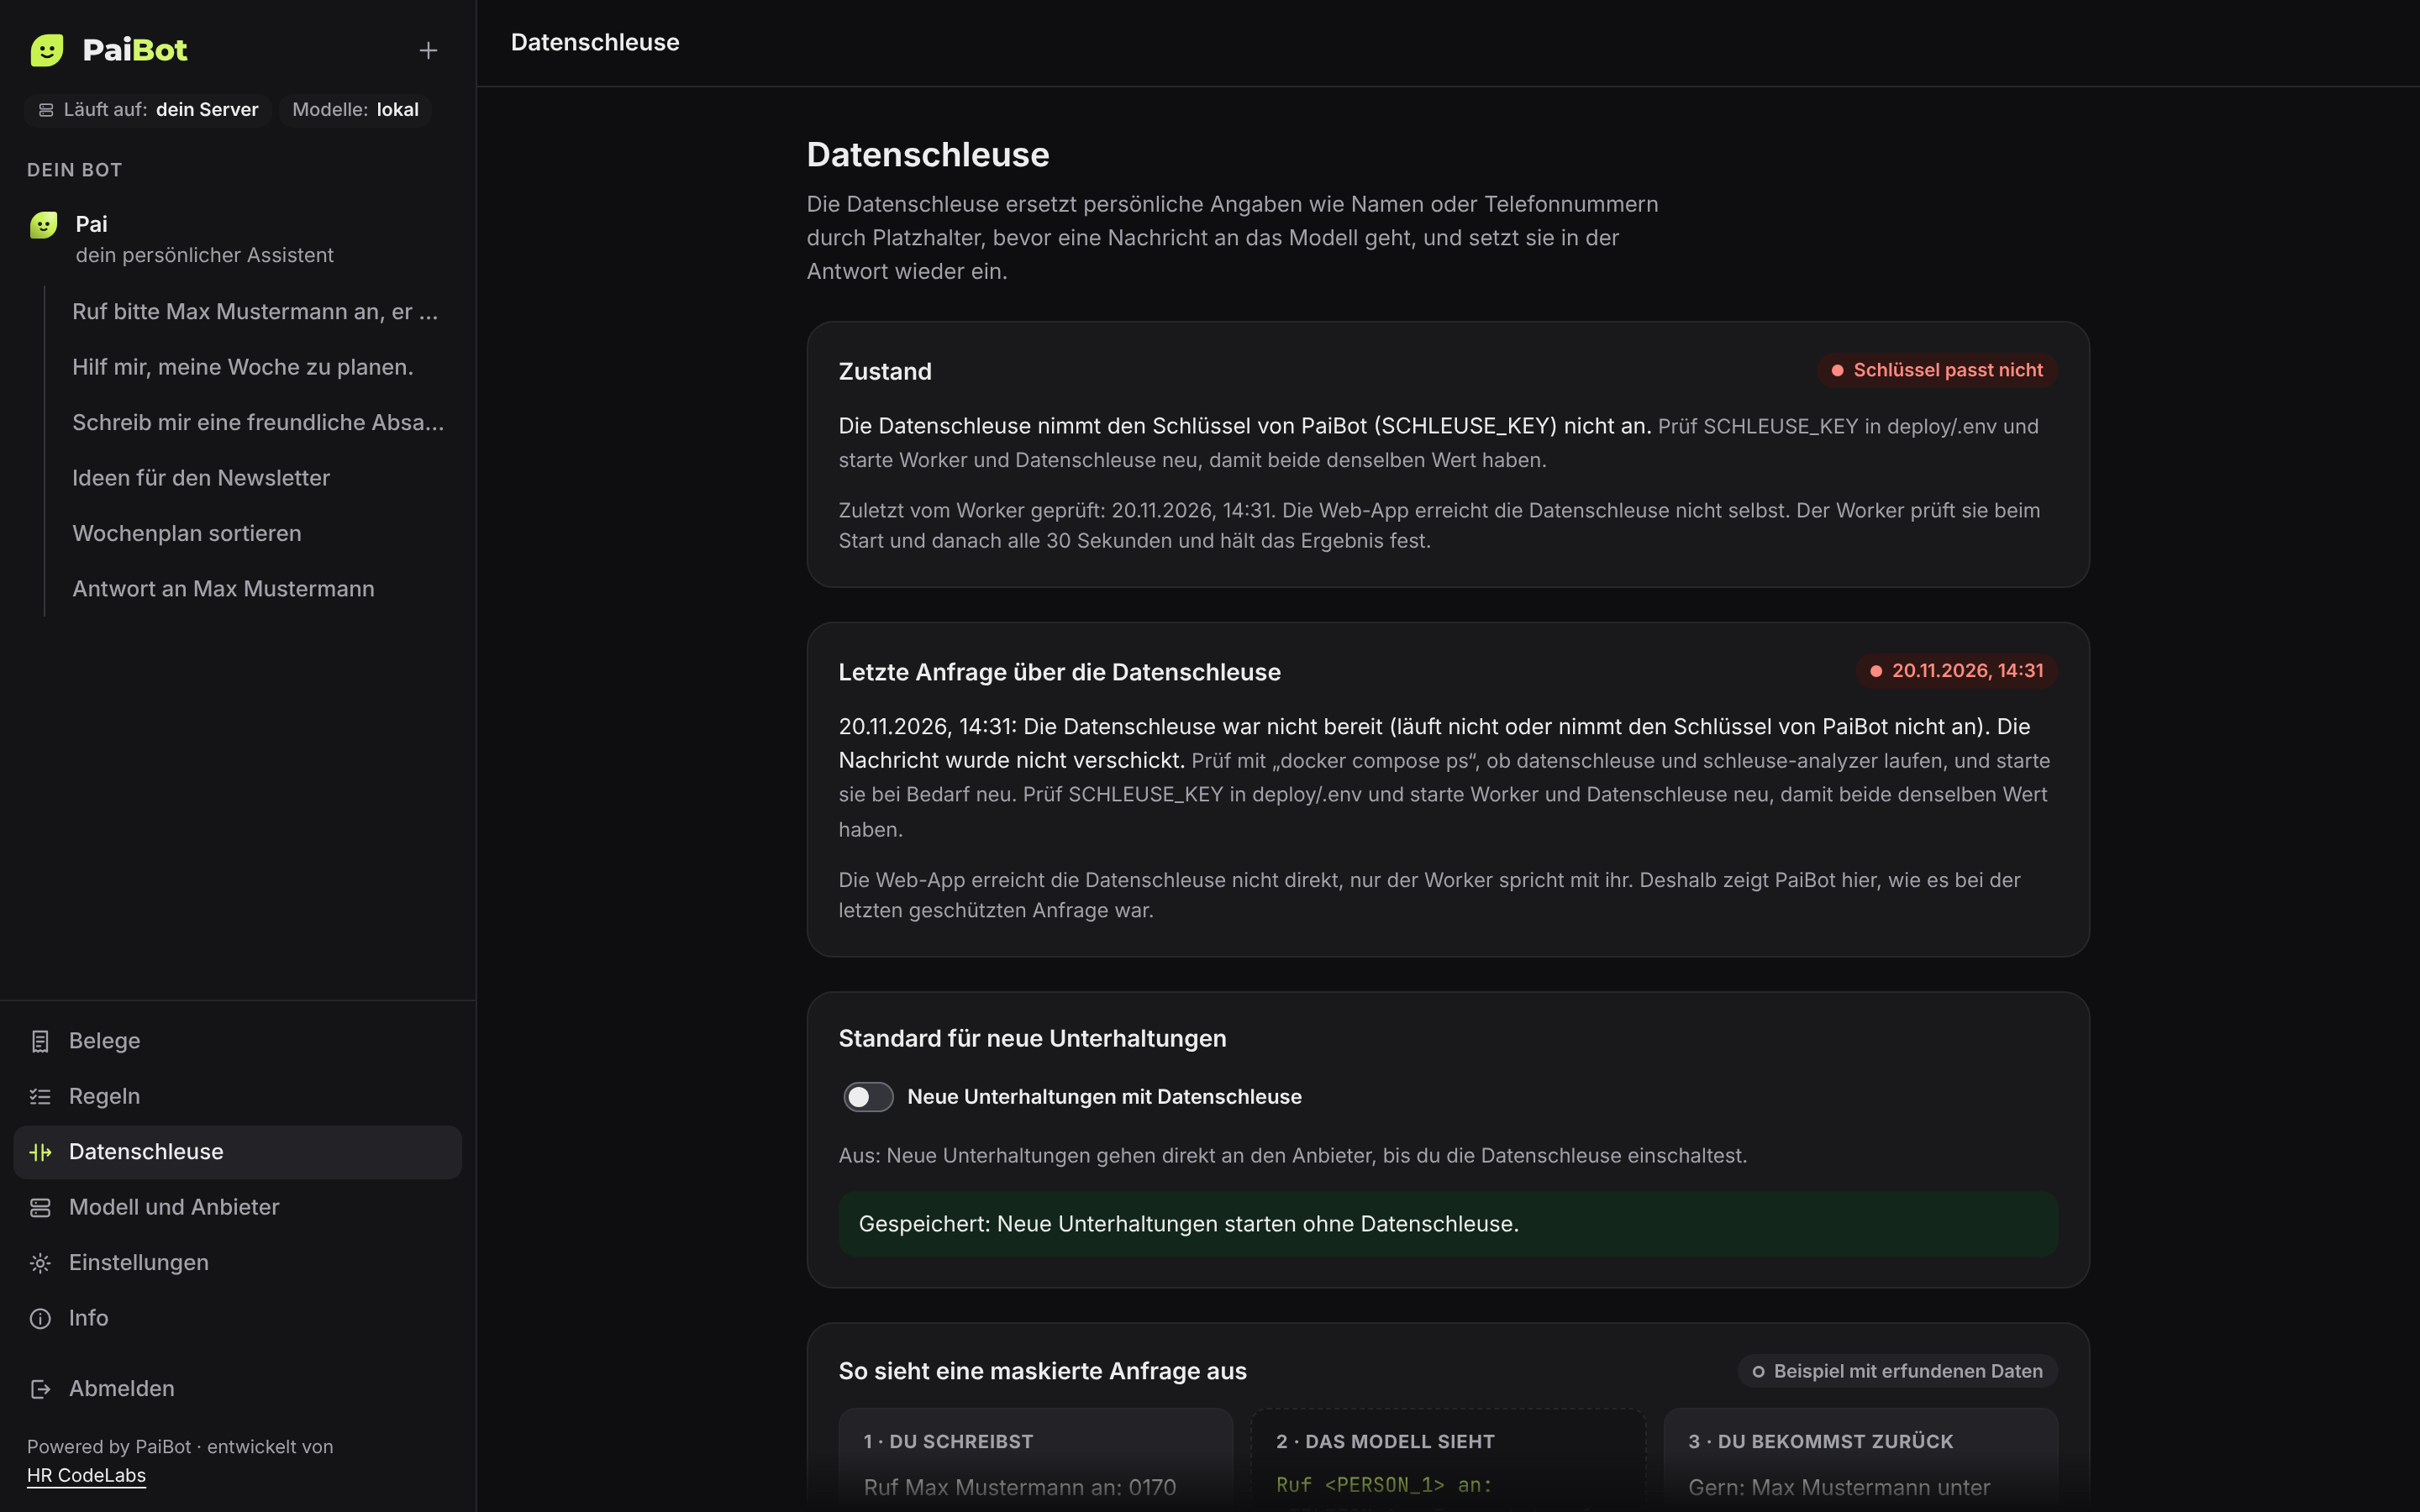 PaiBot
Läuft auf: dein Server
Modelle: lokal
DEIN BOT
Pai
dein persönlicher Assistent
Ruf bitte Max Mustermann an, er ...
Hilf mir, meine Woche zu planen.
Schreib mir eine freundliche Absa...
Ideen für den Newsletter
Wochenplan sortieren
Antwort an Max Mustermann
Belege
Regeln
Datenschleuse
Modell und Anbieter
Einstellungen
Info
Abmelden
Powered by PaiBot · entwickelt von
HR CodeLabs
Datenschleuse
Datenschleuse
Die Datenschleuse ersetzt persönliche Angaben wie Namen oder Telefonnummern
durch Platzhalter, bevor eine Nachricht an das Modell geht, und setzt sie in der
Antwort wieder ein.
Zustand
Schlüssel passt nicht
Die Datenschleuse nimmt den Schlüssel von PaiBot (SCHLEUSE_KEY) nicht an. Prüf SCHLEUSE_KEY in deploy/.env und
starte Worker und Datenschleuse neu, damit beide denselben Wert haben.
Zuletzt vom Worker geprüft: 20.11.2026, 14:31. Die Web-App erreicht die Datenschleuse nicht selbst. Der Worker prüft sie beim
Start und danach alle 30 Sekunden und hält das Ergebnis fest.
Letzte Anfrage über die Datenschleuse
20.11.2026, 14:31
20.11.2026, 14:31: Die Datenschleuse war nicht bereit (läuft nicht oder nimmt den Schlüssel von PaiBot nicht an). Die
Nachricht wurde nicht verschickt. Prüf mit „docker compose ps“, ob datenschleuse und schleuse-analyzer laufen, und starte
sie bei Bedarf neu. Prüf SCHLEUSE_KEY in deploy/.env und starte Worker und Datenschleuse neu, damit beide denselben Wert
haben.
Die Web-App erreicht die Datenschleuse nicht direkt, nur der Worker spricht mit ihr. Deshalb zeigt PaiBot hier, wie es bei der
letzten geschützten Anfrage war.
Standard für neue Unterhaltungen
Neue Unterhaltungen mit Datenschleuse
Aus: Neue Unterhaltungen gehen direkt an den Anbieter, bis du die Datenschleuse einschaltest.
Gespeichert: Neue Unterhaltungen starten ohne Datenschleuse.
So sieht eine maskierte Anfrage aus
Beispiel mit erfundenen Daten
1 · DU SCHREIBST
Ruf Max Mustermann an: 0170
2 · DAS MODELL SIEHT
Ruf <PERSON_1> an:
3 · DU BEKOMMST ZURÜCK
Gern: Max Mustermann unter